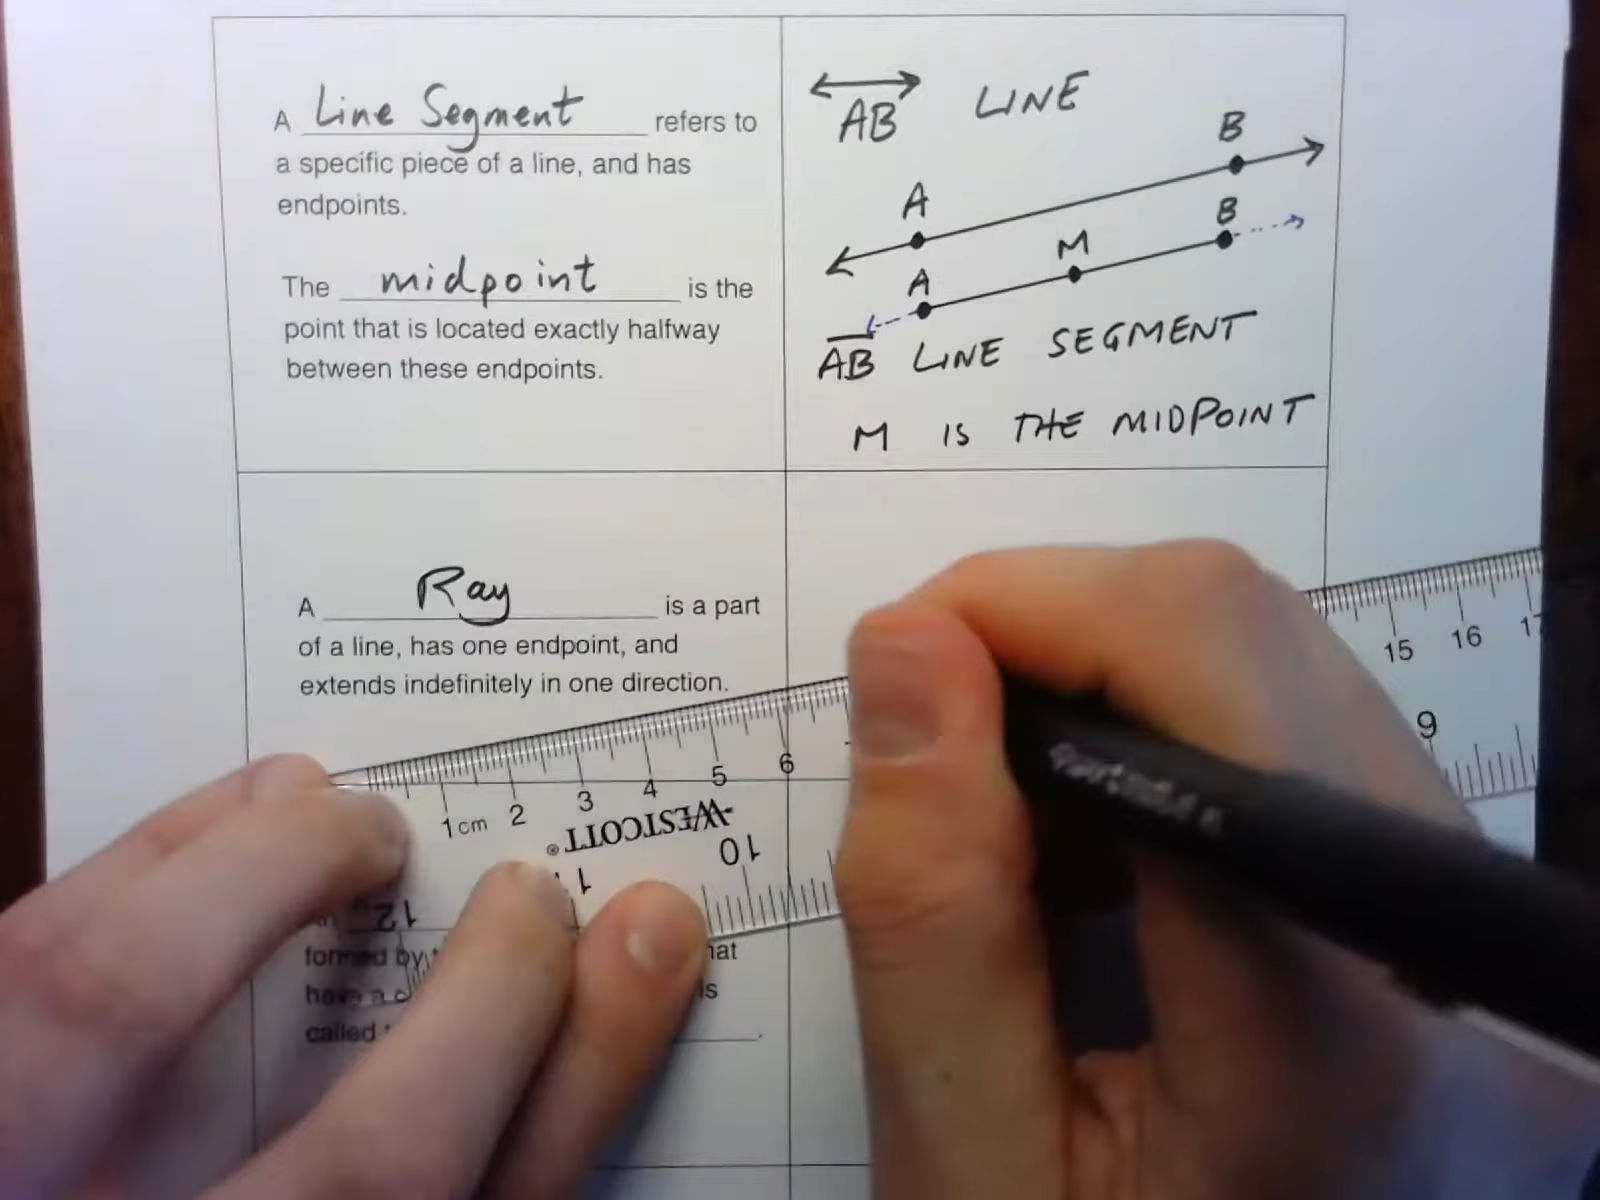 A Line Segment refers to
a specific piece of a line, and has
endpoints.
The midpoint is the
point that is located exactly halfway
between these endpoints.
AB LINE
B
A
B
M
A
AB LINE SEGMENT
M IS THE MIDPOINT
A Ray is a part
of a line, has one endpoint, and
extends indefinitely in one direction.
15 16 17
9
1cm 2 3 4 5 6
WESTCOTT®
10
11
12
formed by
have a
called